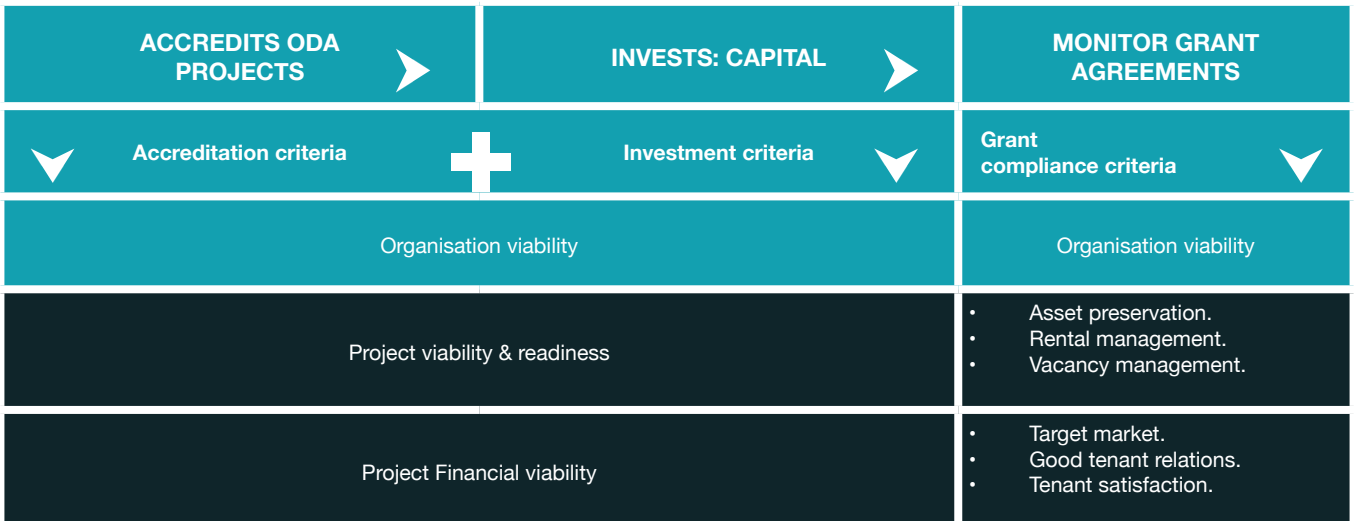 ACCREDITS ODA
PROJECTS
INVESTS: CAPITAL
MONITOR GRANT
AGREEMENTS
Accreditation criteria
Investment criteria
Grant
compliance criteria
Organisation viability
Organisation viability
Project viability & readiness
• Asset preservation.
• Rental management.
• Vacancy management.
Project Financial viability
• Target market.
• Good tenant relations.
• Tenant satisfaction.